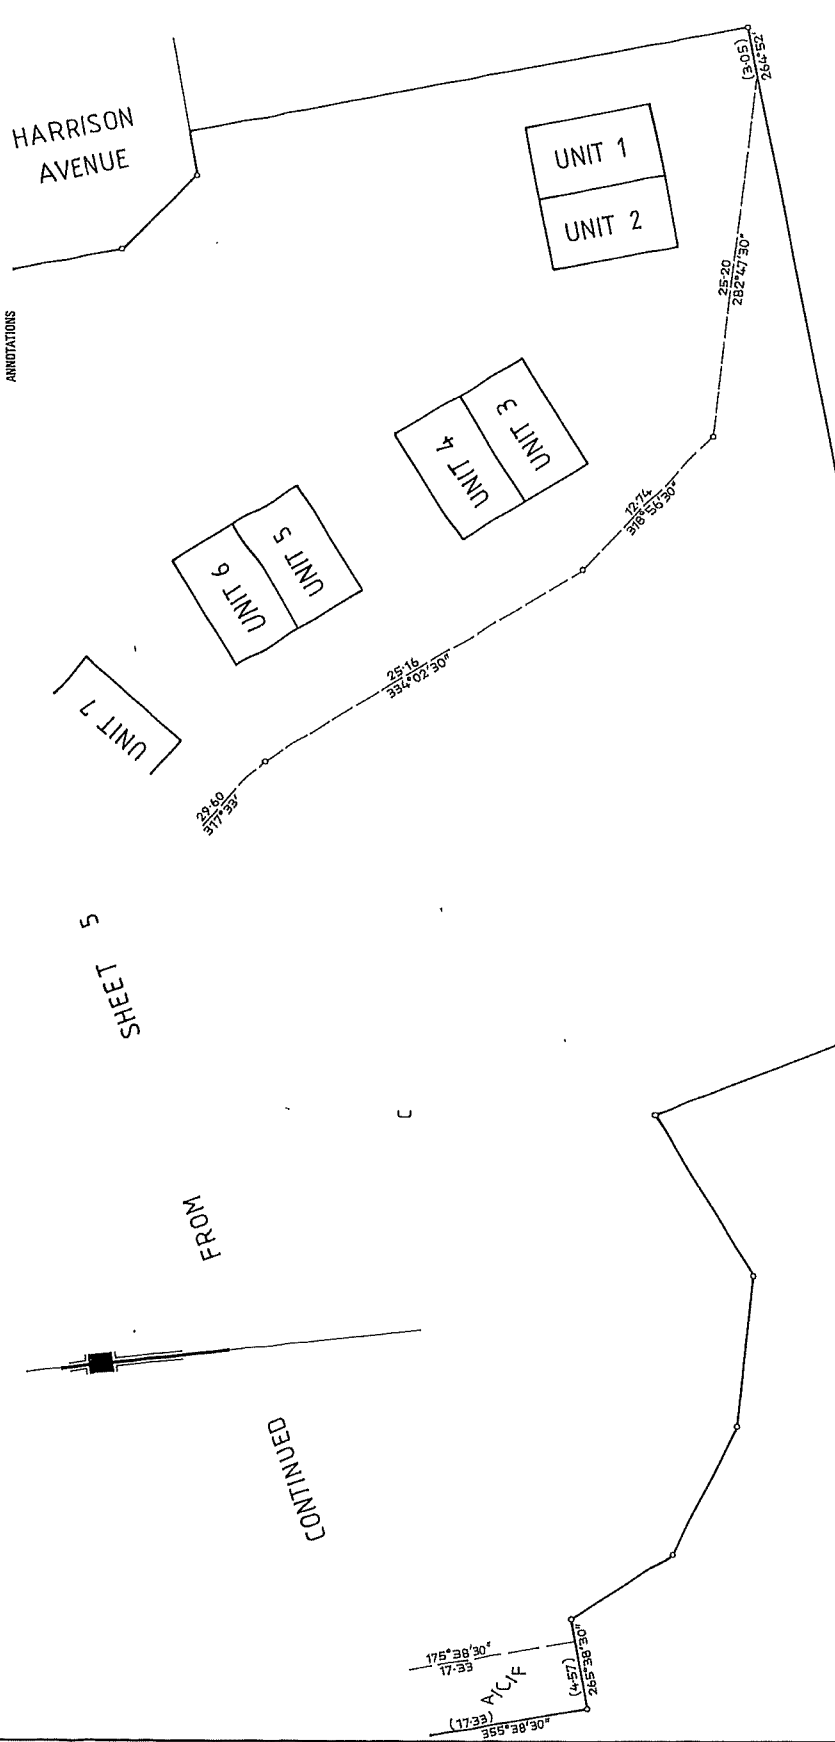 HARRISON
AVENUE
ANNOTATIONS
(3·05)
264°52'
UNIT 1
UNIT 2
25·20
282°47'30"
UNIT 3
UNIT 4
12·74
318°56'30"
UNIT 5
UNIT 6
25·16
334°02'30"
UNIT 7
29·60
317°33'
CONTINUED FROM SHEET 5
175°38'30"
17·33
A/C/F
(4·57)
265°38'30"
(17·33)
355°38'30"